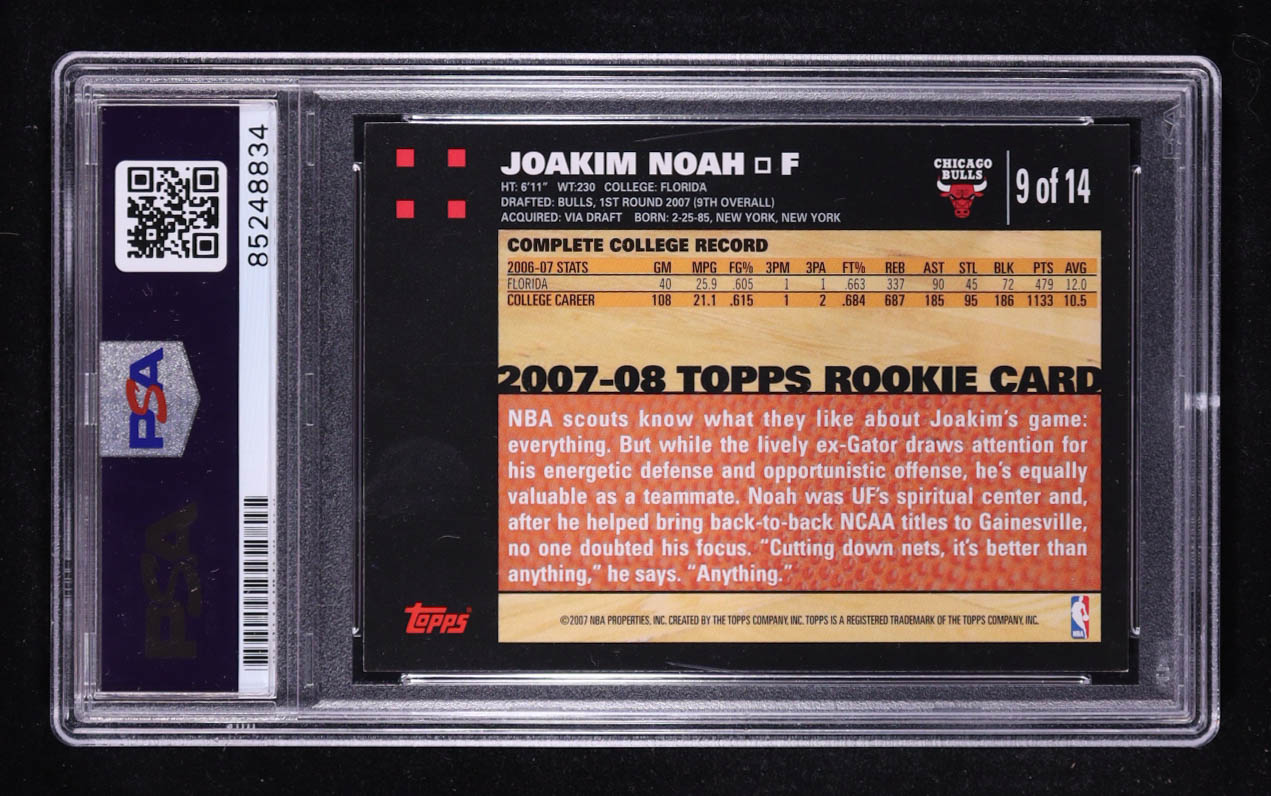 85248834
PSA
PSA
JOAKIM NOAH F
HT: 6'11" WT:230 COLLEGE: FLORIDA
DRAFTED: BULLS, 1ST ROUND 2007 (9TH OVERALL)
ACQUIRED: VIA DRAFT BORN: 2-25-85, NEW YORK, NEW YORK
CHICAGO
BULLS
9 of 14
COMPLETE COLLEGE RECORD
2006-07 STATS GM MPG FG% 3PM 3PA FT% REB AST STL BLK PTS AVG
FLORIDA 40 25.9 .605 1 1 .663 337 90 45 72 479 12.0
COLLEGE CAREER 108 21.1 .615 1 2 .684 687 185 95 186 1133 10.5
2007-08 TOPPS ROOKIE CARD
NBA scouts know what they like about Joakim's game:
everything. But while the lively ex-Gator draws attention for
his energetic defense and opportunistic offense, he's equally
valuable as a teammate. Noah was UF's spiritual center and,
after he helped bring back-to-back NCAA titles to Gainesville,
no one doubted his focus. "Cutting down nets, it's better than
anything," he says. "Anything."
Topps®
©2007 NBA PROPERTIES, INC. CREATED BY THE TOPPS COMPANY, INC. TOPPS IS A REGISTERED TRADEMARK OF THE TOPPS COMPANY, INC.
NBA